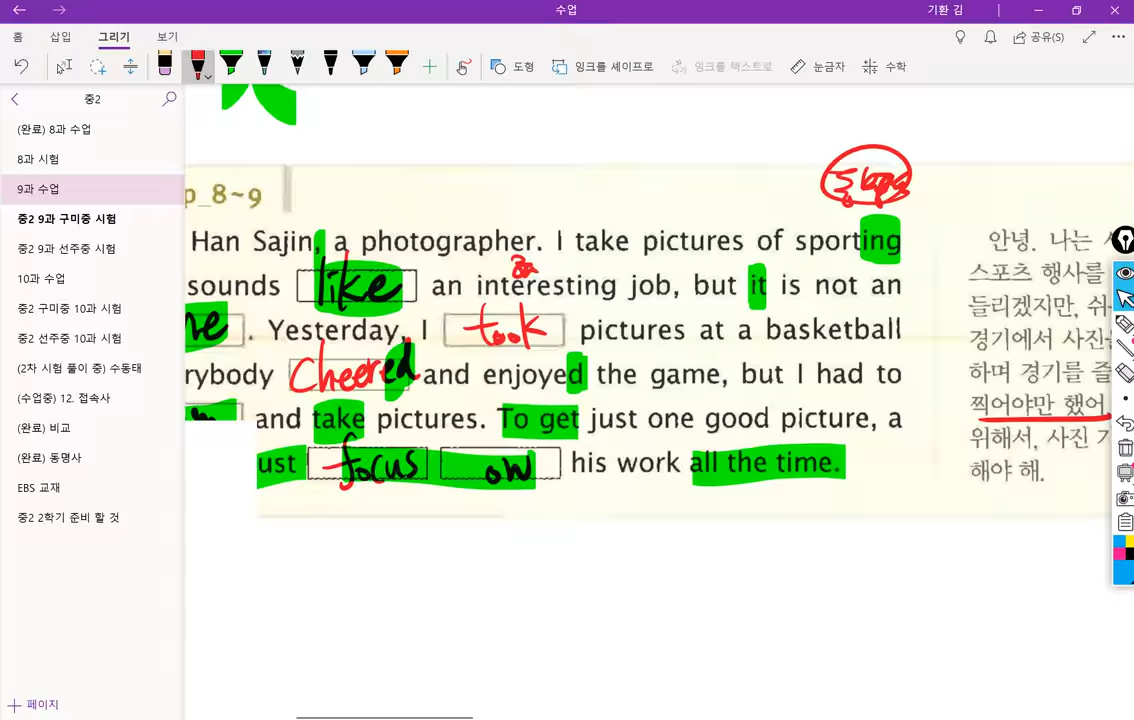 수업
기환 김
홈 삽입 그리기 보기
공유(S)
도형 잉크를 셰이프로 잉크를 텍스트로 눈금자 수학
중2
(완료) 8과 수업
8과 시험
9과 수업
중2 9과 구미중 시험
중2 9과 선주중 시험
10과 수업
중2 구미중 10과 시험
중2 선주중 10과 시험
(2차 시험 풀이 중) 수동태
(수업중) 12. 접속사
(완료) 비교
(완료) 동명사
EBS 교재
중2 2학기 준비 할 것
페이지
p_8~9
Han Sajin, a photographer. I take pictures of sporting
sounds like an interesting job, but it is not an
. Yesterday, I took pictures at a basketball
rybody Cheered and enjoyed the game, but I had to
and take pictures. To get just one good picture, a
ust focus on his work all the time.
안녕. 나는
스포츠 행사를
들리겠지만, 쉬
경기에서 사진
하며 경기를 즐
찍어야만 했어
위해서, 사진
해야 해.